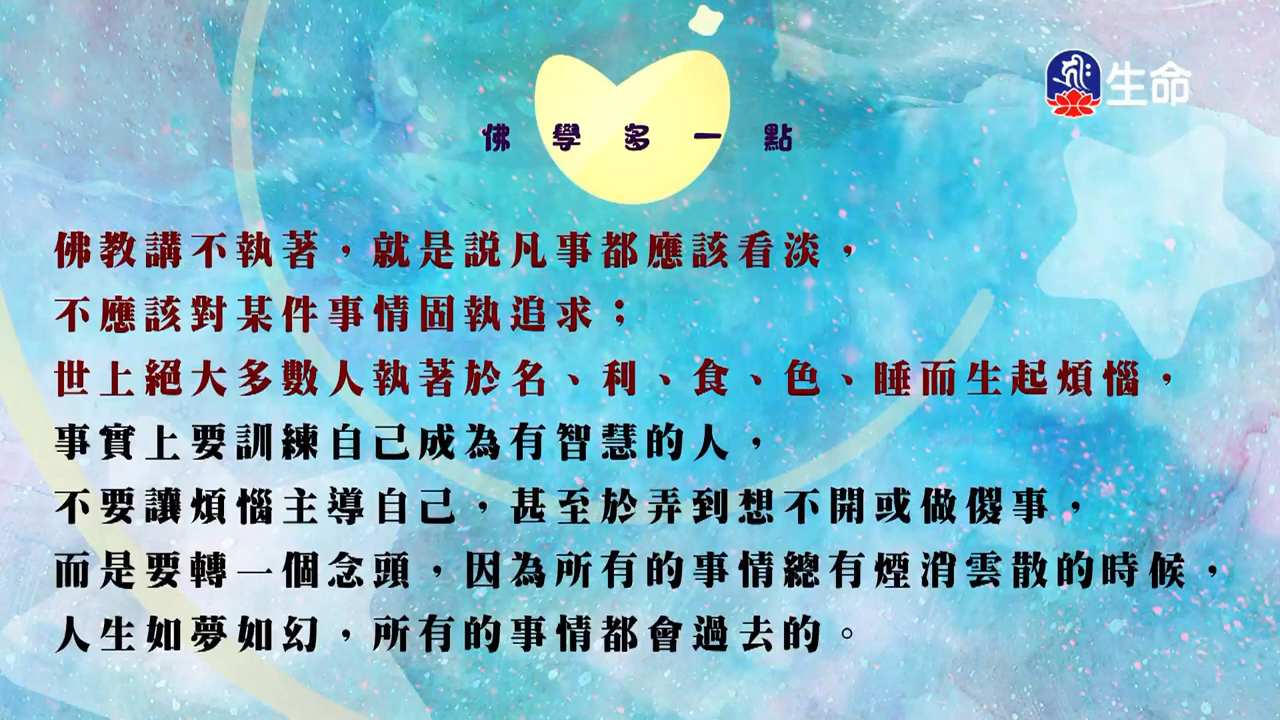 生命
佛學多一點
佛教講不執著，就是説凡事都應該看淡，
不應該對某件事情固執追求；
世上絕大多數人執著於名、利、食、色、睡而生起煩惱，
事實上要訓練自己成為有智慧的人，
不要讓煩惱主導自己，甚至於弄到想不開或做儍事，
而是要轉一個念頭，因為所有的事情總有煙消雲散的時候，
人生如夢如幻，所有的事情都會過去的。